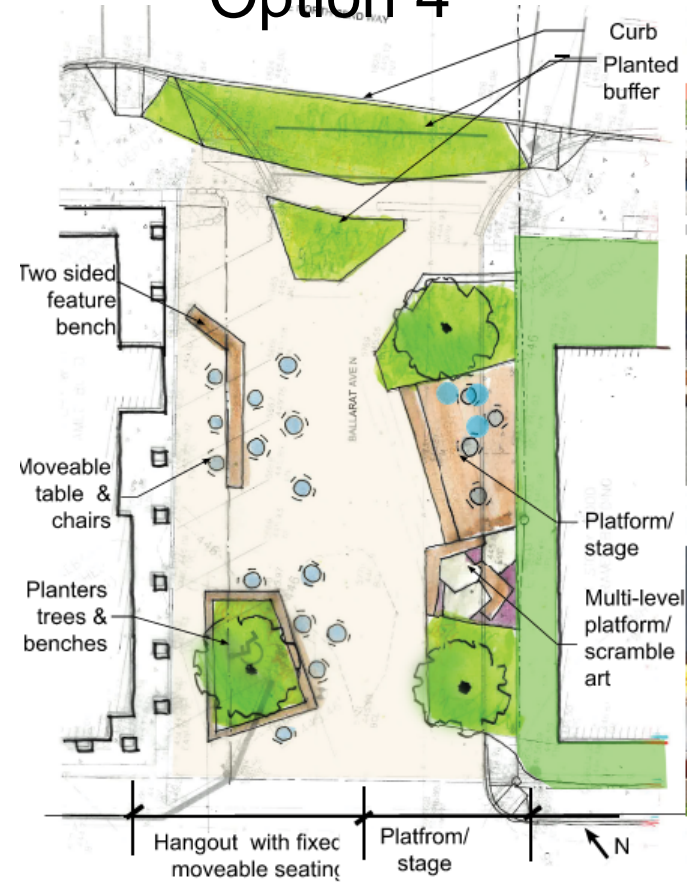 Option 4
Curb
Planted
buffer
Two sided
feature
bench
BALLARAT AVE N
Moveable
table &
chairs
Platform/
stage
Planters
trees &
benches
Multi-level
platform/
scramble
art
Hangout with fixed
moveable seating
Platfrom/
stage
N